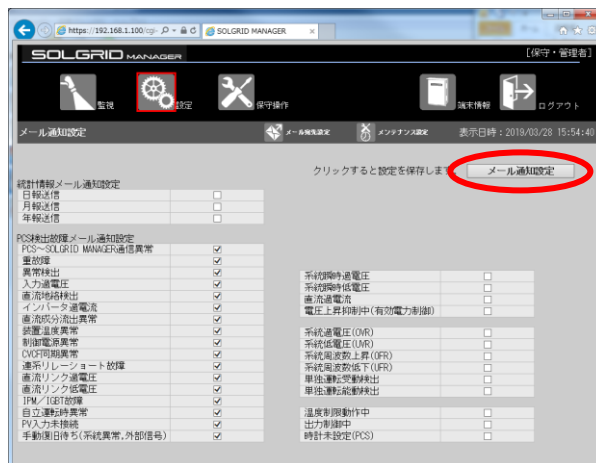 https://192.168.1.100/cgi-
SOLGRID MANAGER
SOLGRID MANAGER
[保守・管理者]
監視
設定
保守操作
端末情報
ログアウト
メール通知設定
メール発先設定
メンテナンス設定
表示日時:2019/03/28 15:54:40
クリックすると設定を保存します。
メール通知設定
統計情報メール通知設定
日報送信
月報送信
年報送信
PCS検出故障メール通知設定
PCS～SOLGRID MANAGER通信異常
重故障
異常検出
入力過電圧
直流地絡検出
インバータ過電流
直流成分流出異常
装置温度異常
制御電源異常
CVCF同期異常
連系リレーショート故障
直流リンク過電圧
直流リンク低電圧
IPM／IGBT故障
自立運転時異常
PV入力未接続
手動復旧待ち(系統異常,外部信号)
系統瞬時過電圧
系統瞬時低電圧
直流過電流
電圧上昇抑制中(有効電力制御)
系統過電圧(OVR)
系統低電圧(UVR)
系統周波数上昇(OFR)
系統周波数低下(UFR)
単独運転受動検出
単独運転能動検出
温度制限動作中
出力制御中
時計未設定(PCS)